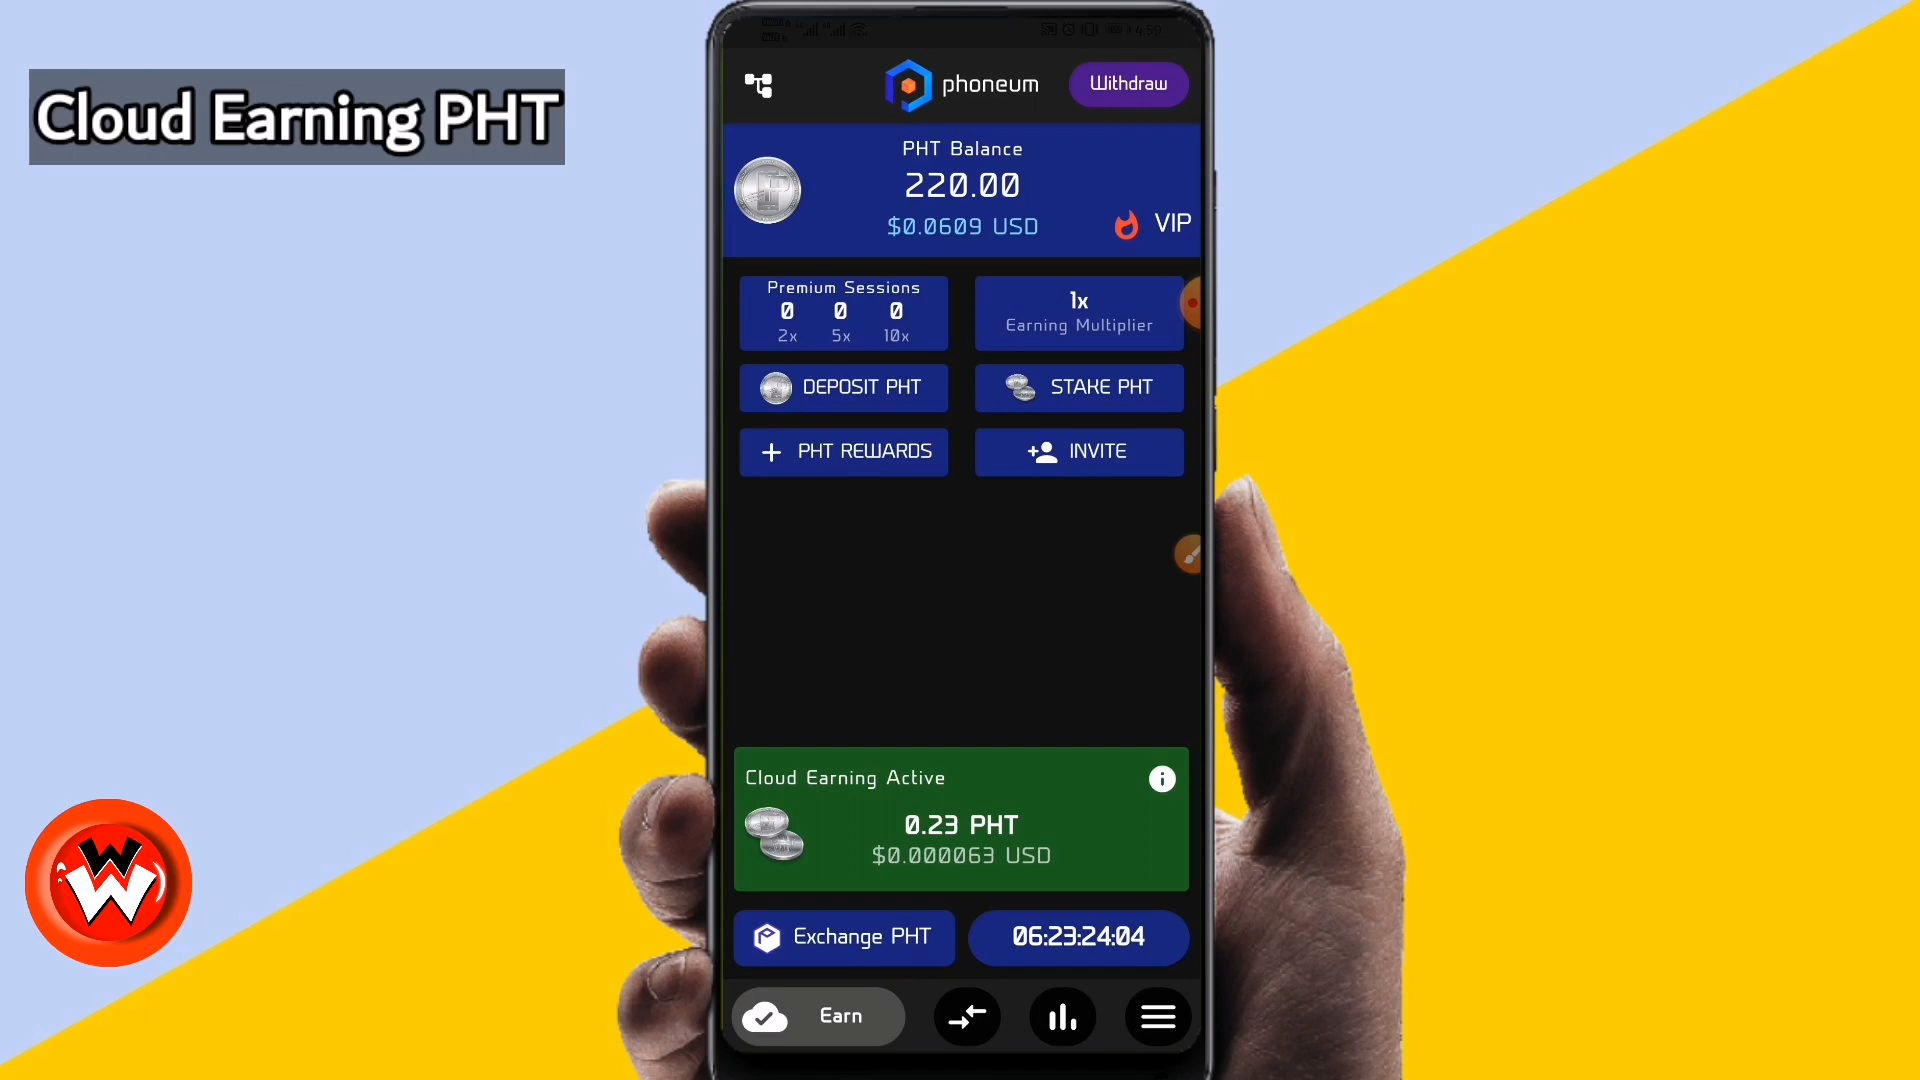 Cloud Earning PHT
4:59
phoneum
Withdraw
PHT Balance
220.00
$0.0609 USD
VIP
Premium Sessions
0 0 0
2x 5x 10x
1x
Earning Multiplier
DEPOSIT PHT
STAKE PHT
+ PHT REWARDS
INVITE
Cloud Earning Active
0.23 PHT
$0.000063 USD
Exchange PHT
06:23:24:04
Earn
W